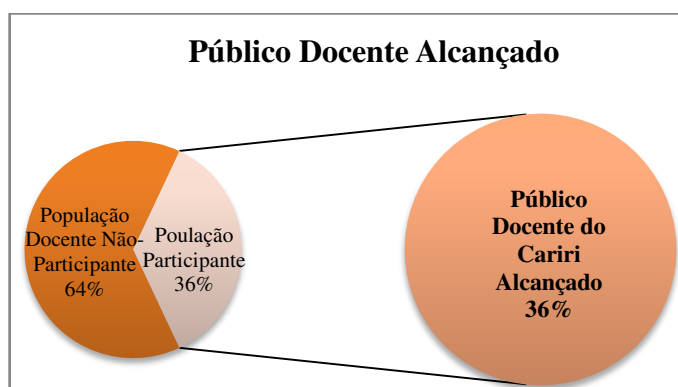 Público Docente Alcançado
População
Docente Não-
Participante
64%
Poulação
Participante
36%
Público
Docente do
Cariri
Alcançado
36%